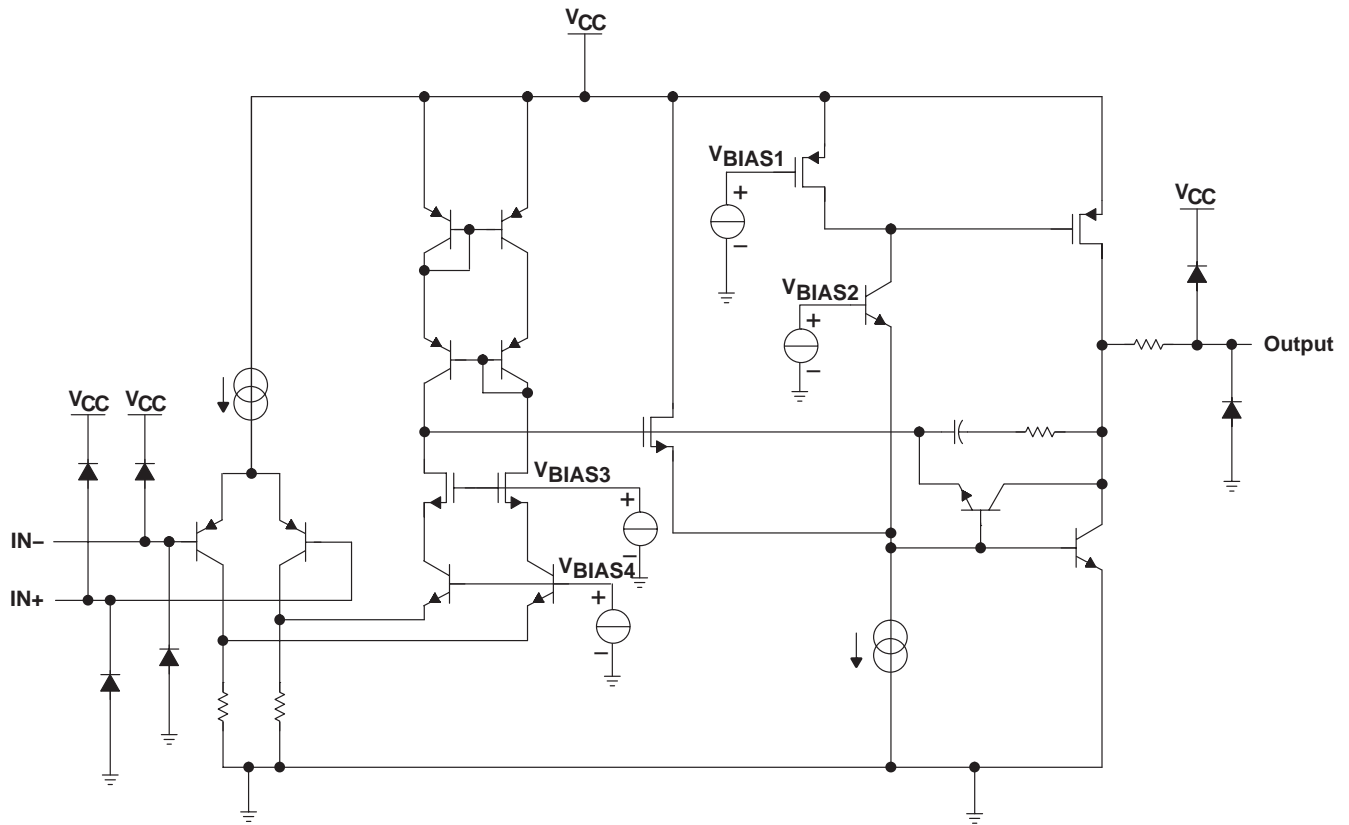 VCC
VBIAS1
VCC
VBIAS2
Output
VCC
VCC
VBIAS3
IN–
VBIAS4
IN+